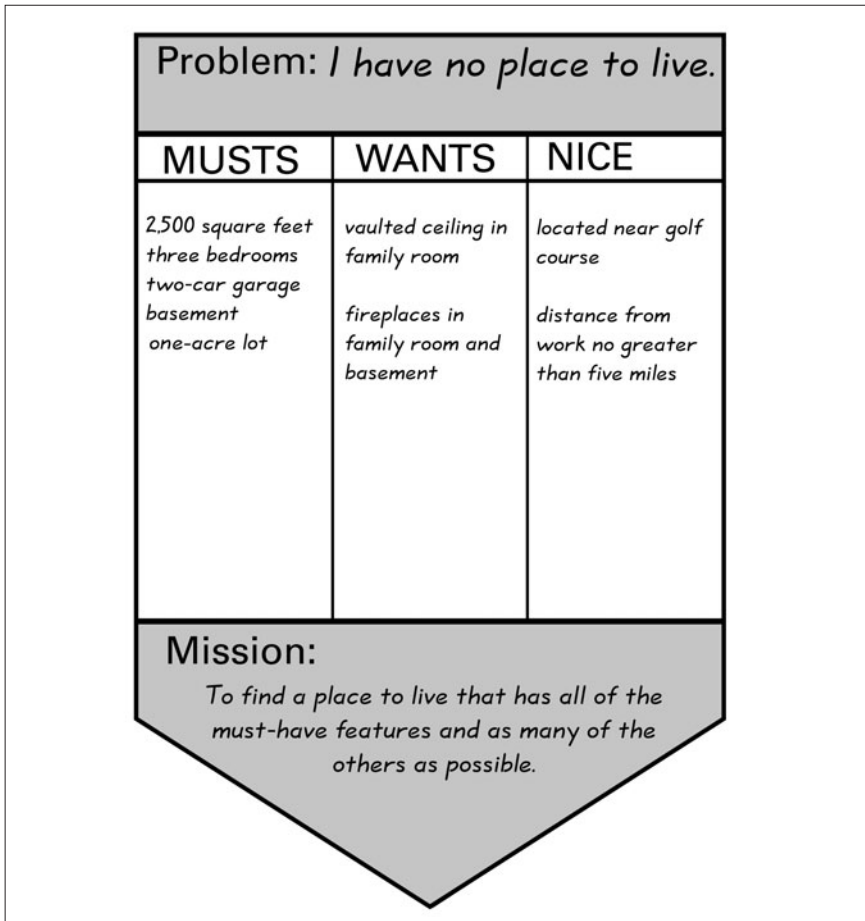 Problem: I have no place to live.
MUSTS
WANTS
NICE
2,500 square feet
three bedrooms
two-car garage
basement
one-acre lot
vaulted ceiling in
family room
fireplaces in
family room and
basement
located near golf
course
distance from
work no greater
than five miles
Mission:
To find a place to live that has all of the
must-have features and as many of the
others as possible.